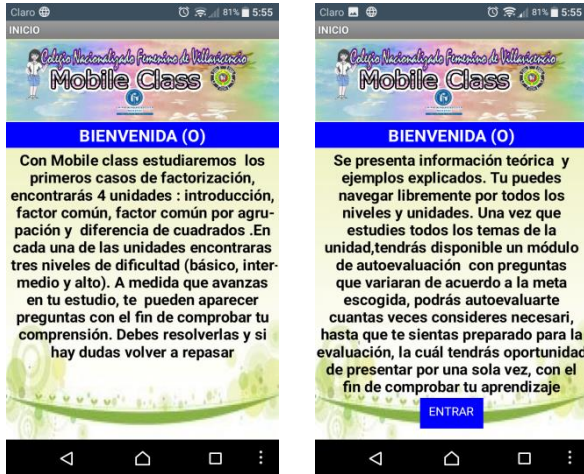 Claro 81% 5:55
INICIO
Colegio Nacionalizado Femenino de Villavicencio
Mobile Class
BIENVENIDA (O)
Con Mobile class estudiaremos los
primeros casos de factorización,
encontrarás 4 unidades : introducción,
factor común, factor común por agru-
pación y diferencia de cuadrados .En
cada una de las unidades encontraras
tres niveles de dificultad (básico, inter-
medio y alto). A medida que avanzas
en tu estudio, te pueden aparecer
preguntas con el fin de comprobar tu
comprensión. Debes resolverlas y si
hay dudas volver a repasar
Claro 81% 5:55
INICIO
Colegio Nacionalizado Femenino de Villavicencio
Mobile Class
BIENVENIDA (O)
Se presenta información teórica y
ejemplos explicados. Tu puedes
navegar libremente por todos los
niveles y unidades. Una vez que
estudies todos los temas de la
unidad,tendrás disponible un módulo
de autoevaluación con preguntas
que variaran de acuerdo a la meta
escogida, podrás autoevaluarte
cuantas veces consideres necesari,
hasta que te sientas preparado para la
evaluación, la cuál tendrás oportunidad
de presentar por una sola vez, con el
fin de comprobar tu aprendizaje
ENTRAR